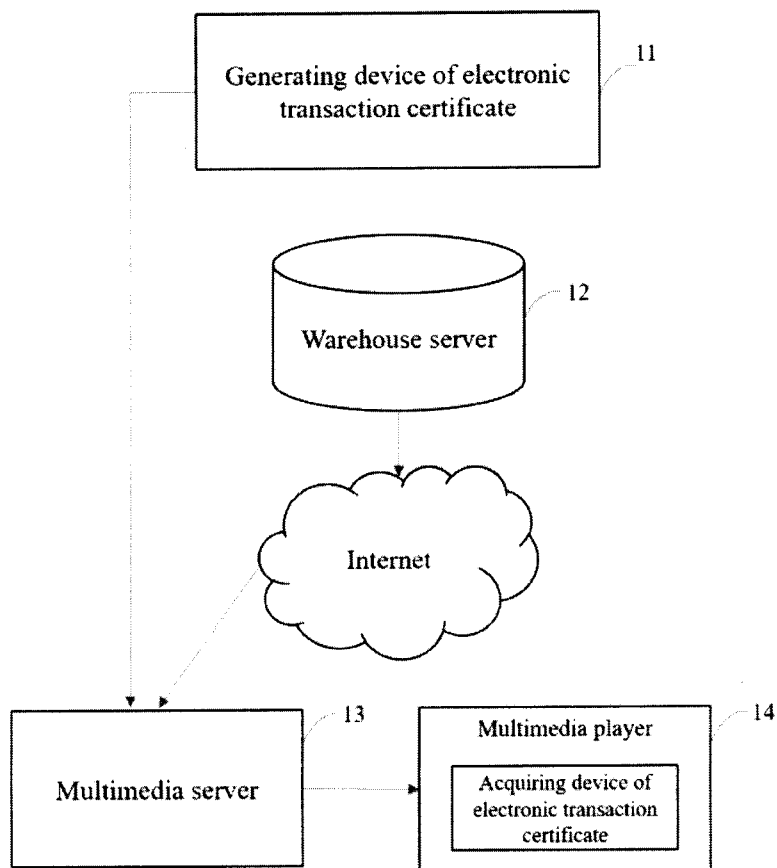 Generating device of electronic
transaction certificate
11
Warehouse server
12
Internet
Multimedia server
13
Multimedia player
14
Acquiring device of
electronic transaction
certificate